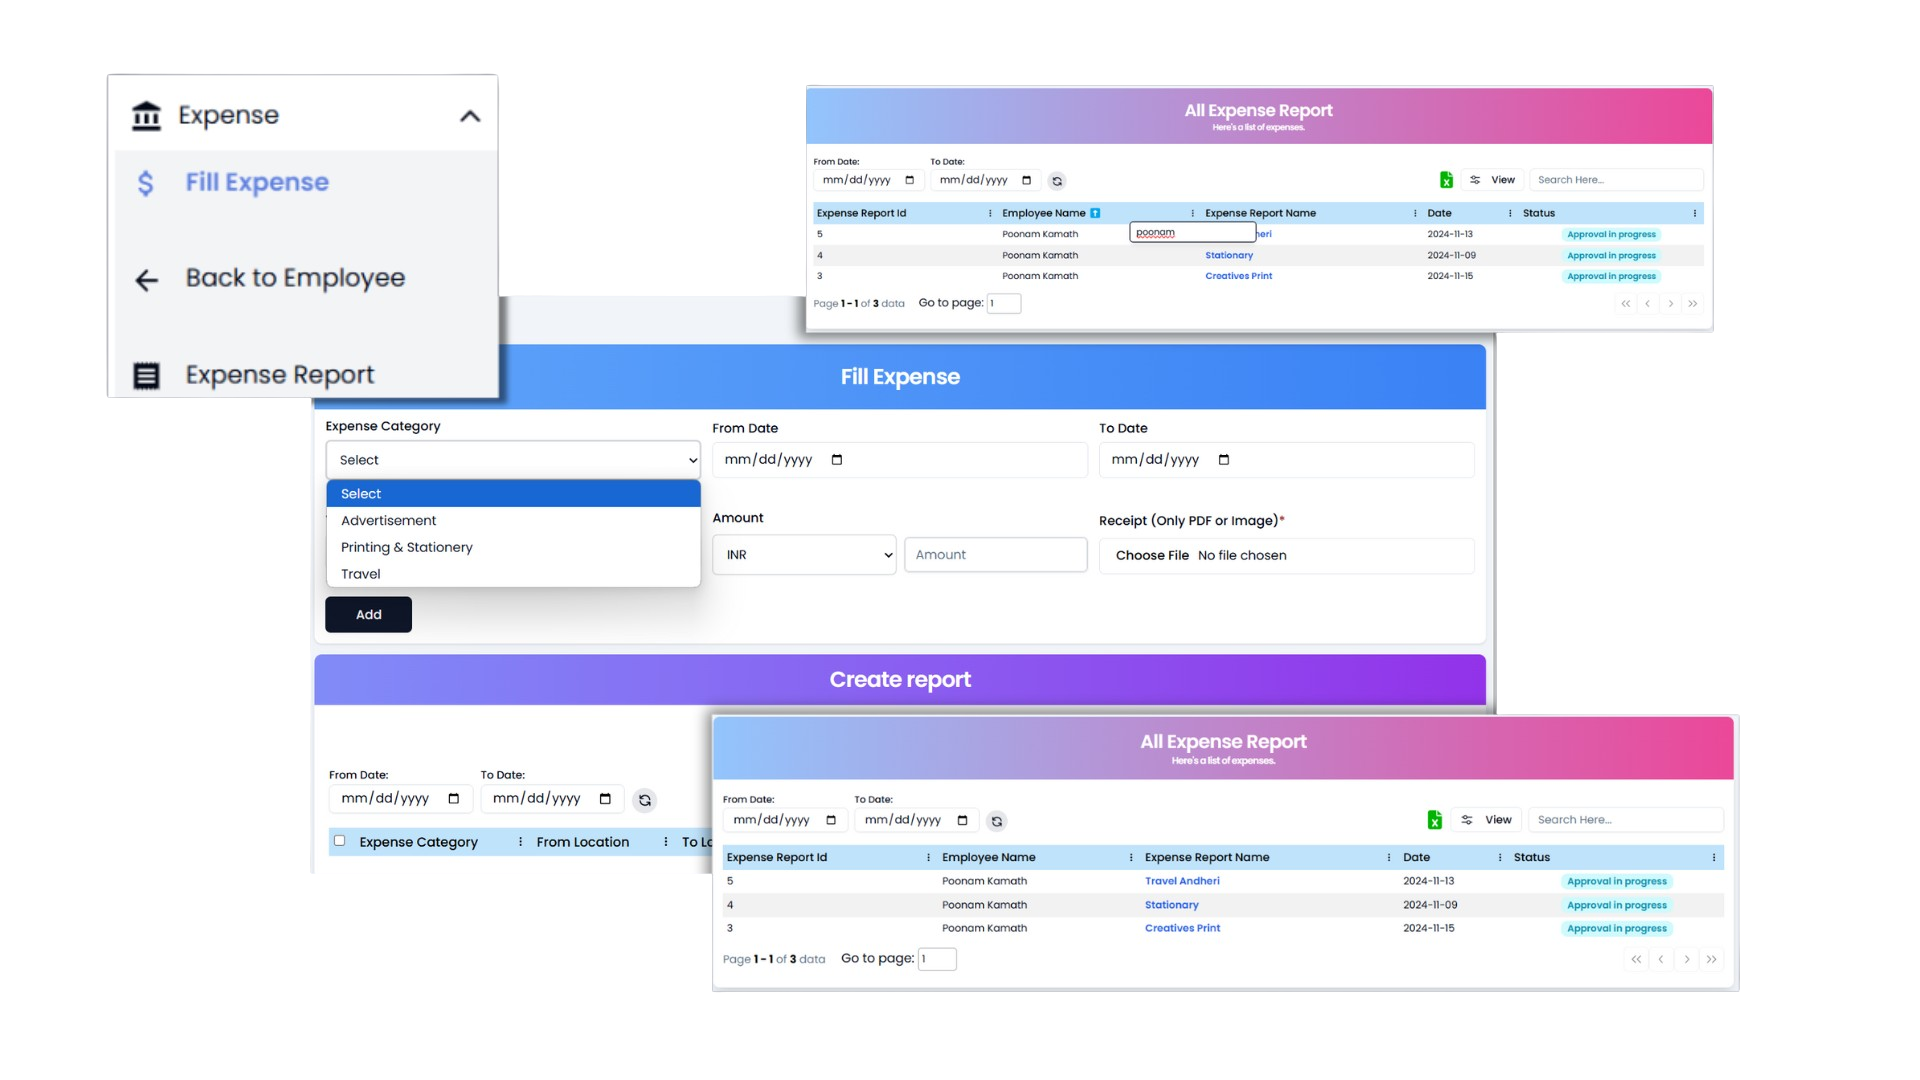 Expense
Fill Expense
Back to Employee
Expense Report
All Expense Report
Here's a list of expenses.
From Date: To Date:
mm/dd/yyyy mm/dd/yyyy View Search Here...
Expense Report Id Employee Name Expense Report Name Date Status
5 Poonam Kamath poonam heri 2024-11-13 Approval in progress
4 Poonam Kamath Stationary 2024-11-09 Approval in progress
3 Poonam Kamath Creatives Print 2024-11-15 Approval in progress
Page 1 - 1 of 3 data Go to page: 1
Fill Expense
Expense Category From Date To Date
Select mm/dd/yyyy mm/dd/yyyy
Select
Advertisement
Printing & Stationery
Travel
Amount Receipt (Only PDF or Image)*
INR Amount Choose File No file chosen
Add
Create report
From Date: To Date:
mm/dd/yyyy mm/dd/yyyy
Expense Category From Location To Lo
All Expense Report
Here's a list of expenses.
From Date: To Date:
mm/dd/yyyy mm/dd/yyyy View Search Here...
Expense Report Id Employee Name Expense Report Name Date Status
5 Poonam Kamath Travel Andheri 2024-11-13 Approval in progress
4 Poonam Kamath Stationary 2024-11-09 Approval in progress
3 Poonam Kamath Creatives Print 2024-11-15 Approval in progress
Page 1 - 1 of 3 data Go to page: 1